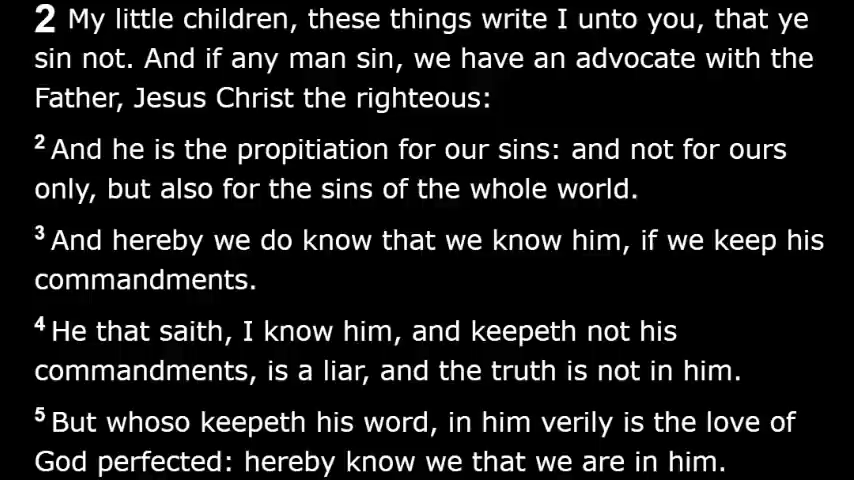 2 My little children, these things write I unto you, that ye
sin not. And if any man sin, we have an advocate with the
Father, Jesus Christ the righteous:
2 And he is the propitiation for our sins: and not for ours
only, but also for the sins of the whole world.
3 And hereby we do know that we know him, if we keep his
commandments.
4 He that saith, I know him, and keepeth not his
commandments, is a liar, and the truth is not in him.
5 But whoso keepeth his word, in him verily is the love of
God perfected: hereby know we that we are in him.